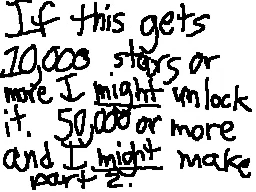 If this gets
10,000 stars or
more I might unlock
it. 50,000 or more
and I might make
part 2.